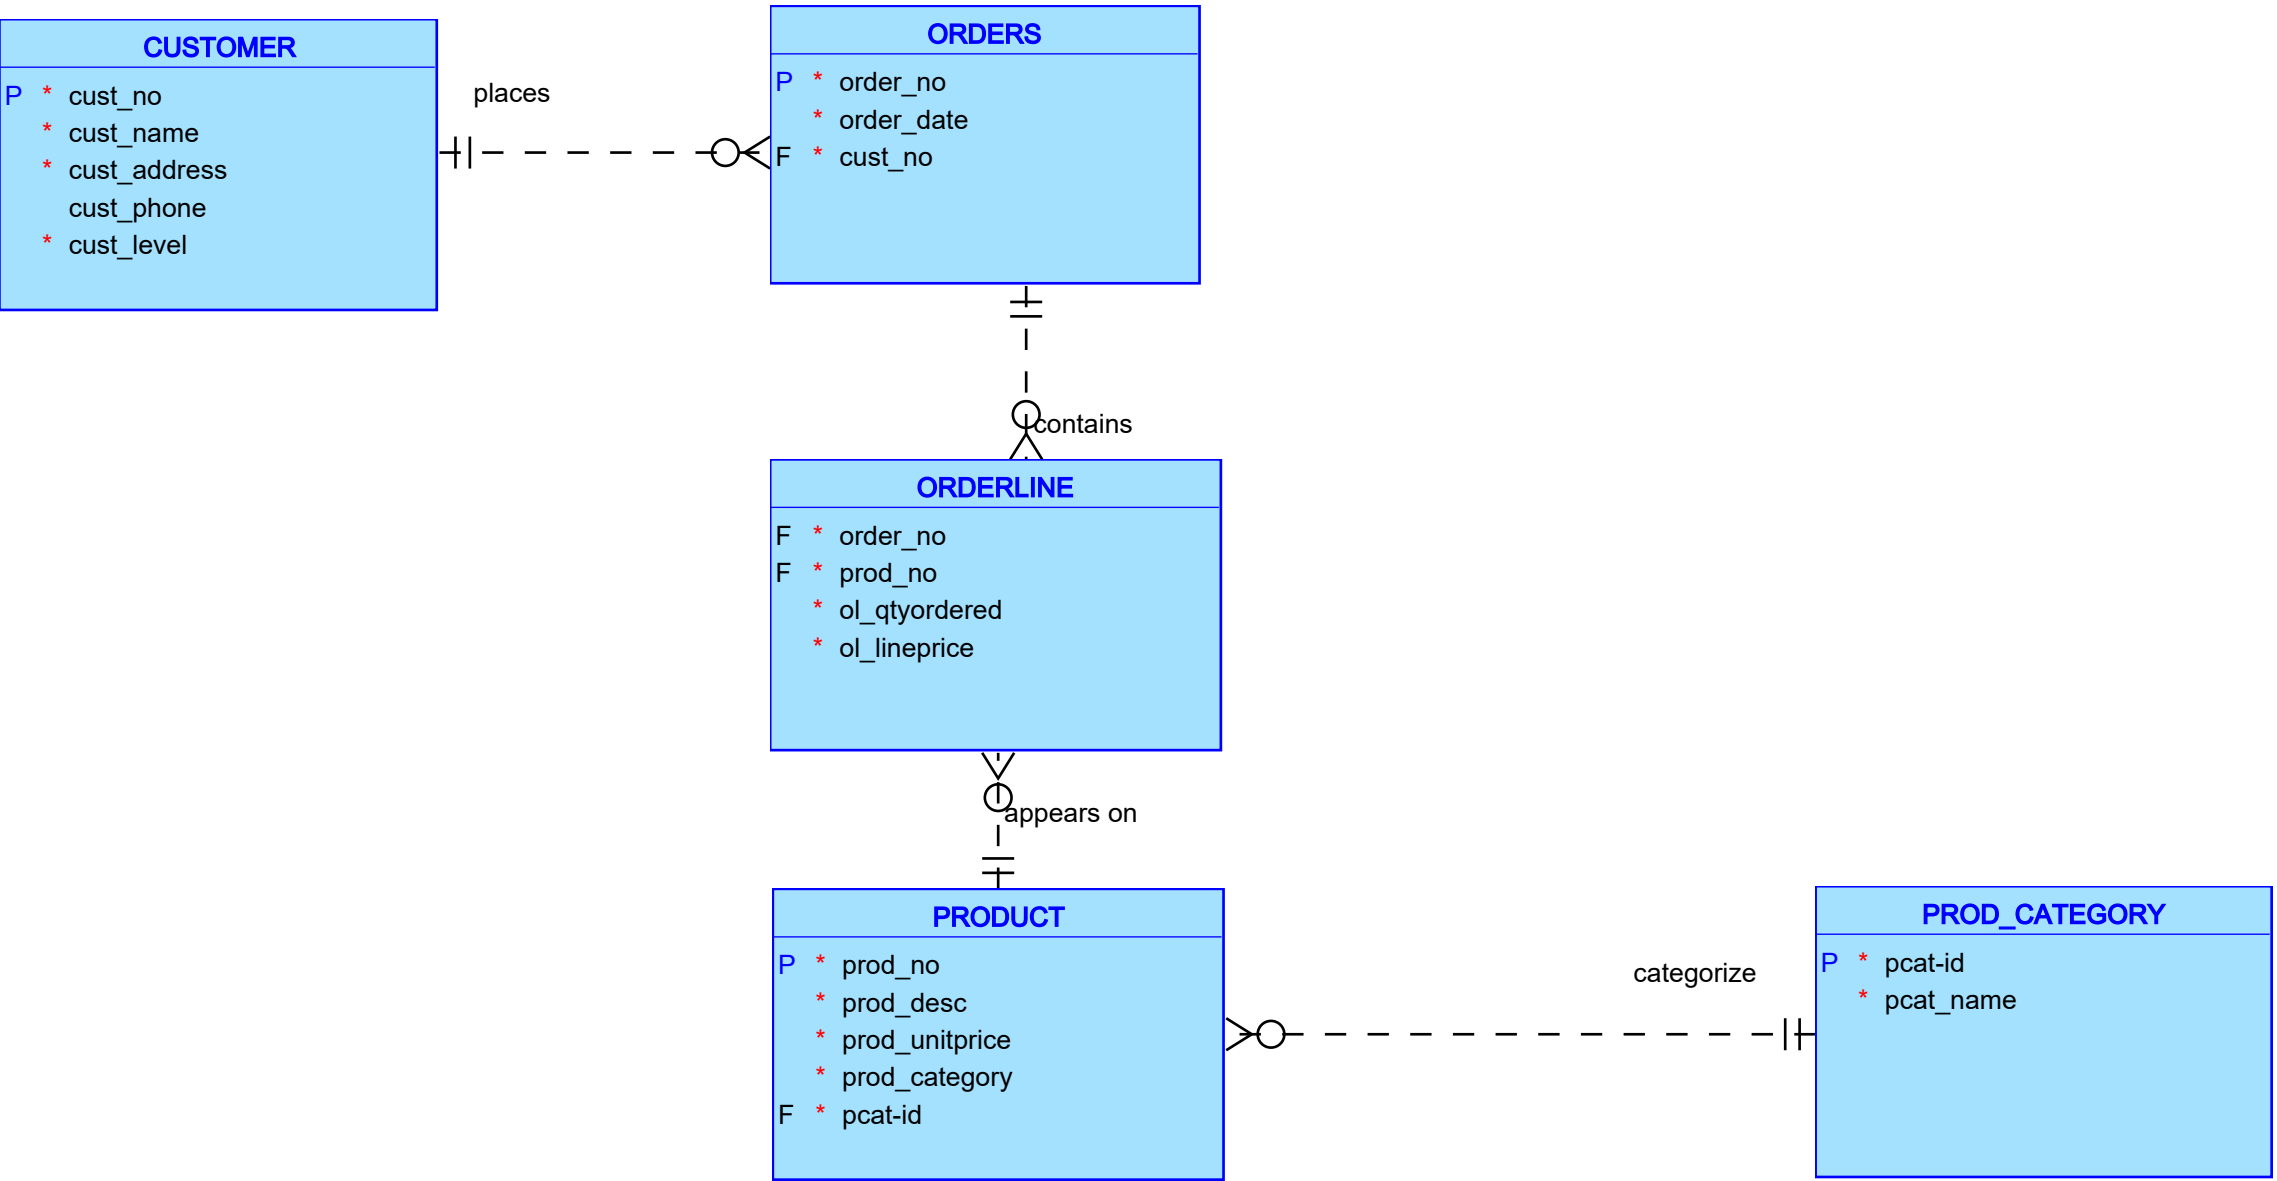 CUSTOMER
P * cust_no
* cust_name
* cust_address
cust_phone
* cust_level
places
ORDERS
P * order_no
* order_date
F * cust_no
contains
ORDERLINE
F * order_no
F * prod_no
* ol_qtyordered
* ol_lineprice
appears on
PRODUCT
P * prod_no
* prod_desc
* prod_unitprice
* prod_category
F * pcat-id
categorize
PROD_CATEGORY
P * pcat-id
* pcat_name